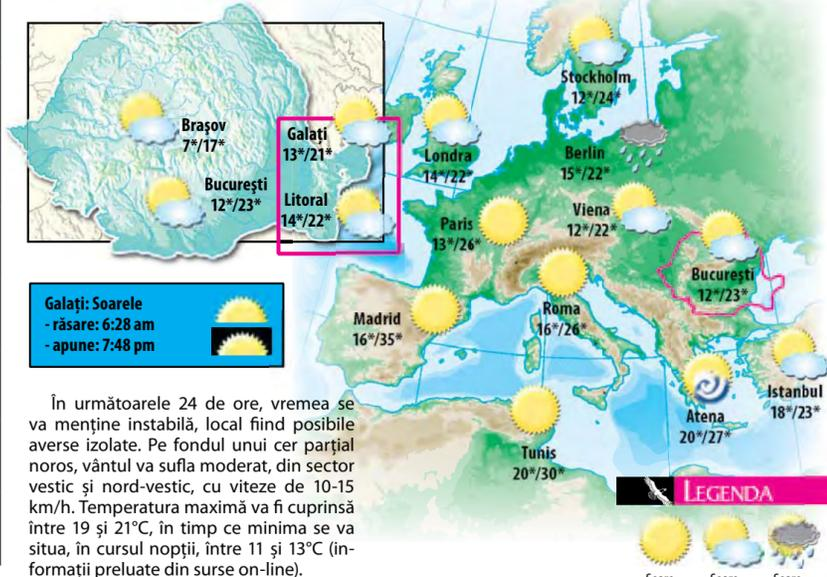 Brașov
7*/17*
București
12*/23*
Galați
13*/21*
Litoral
14*/22*
Stockholm
12*/24*
Londra
14*/22*
Berlin
15*/22*
Paris
13*/26*
Viena
12*/22*
București
12*/23*
Madrid
16*/35*
Roma
16*/26*
Atena
20*/27*
Istanbul
18*/23*
Tunis
20*/30*
Galați: Soarele
- răsare: 6:28 am
- apune: 7:48 pm
În următoarele 24 de ore, vremea se
va menține instabilă, local fiind posibile
averse izolate. Pe fondul unui cer parțial
noros, vântul va sufla moderat, din sector
vestic și nord-vestic, cu viteze de 10-15
km/h. Temperatura maximă va fi cuprinsă
între 19 și 21°C, în timp ce minima se va
situa, în cursul nopții, între 11 și 13°C (in-
formații preluate din surse on-line).
LEGENDA